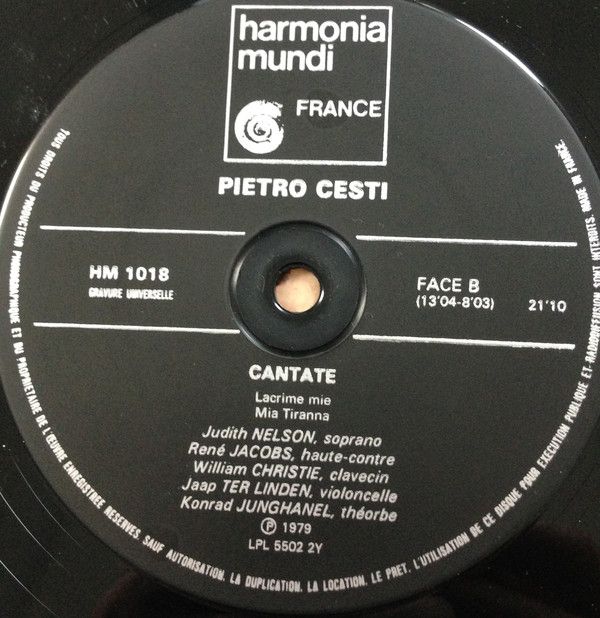 harmonia
mundi
FRANCE
PIETRO CESTI
HM 1018
GRAVURE UNIVERSELLE
FACE B
(13'04-8'03) 21'10
CANTATE
Lacrime mie
Mia Tiranna
Judith NELSON, soprano
René JACOBS, haute-contre
William CHRISTIE, clavecin
Jaap TER LINDEN, violoncelle
Konrad JUNGHANEL, théorbe
Ⓟ 1979
LPL 5502 2Y
TOUS DROITS DU PRODUCTEUR PHONOGRAPHIQUE ET DU PROPRIETAIRE DE L'ŒUVRE ENREGISTREE RESERVES. SAUF AUTORISATION, LA DUPLICATION, LA LOCATION, LE PRET, L'UTILISATION DE CE DISQUE POUR EXECUTION PUBLIQUE ET RADIODIFFUSION SONT INTERDITS. MADE IN FRANCE.